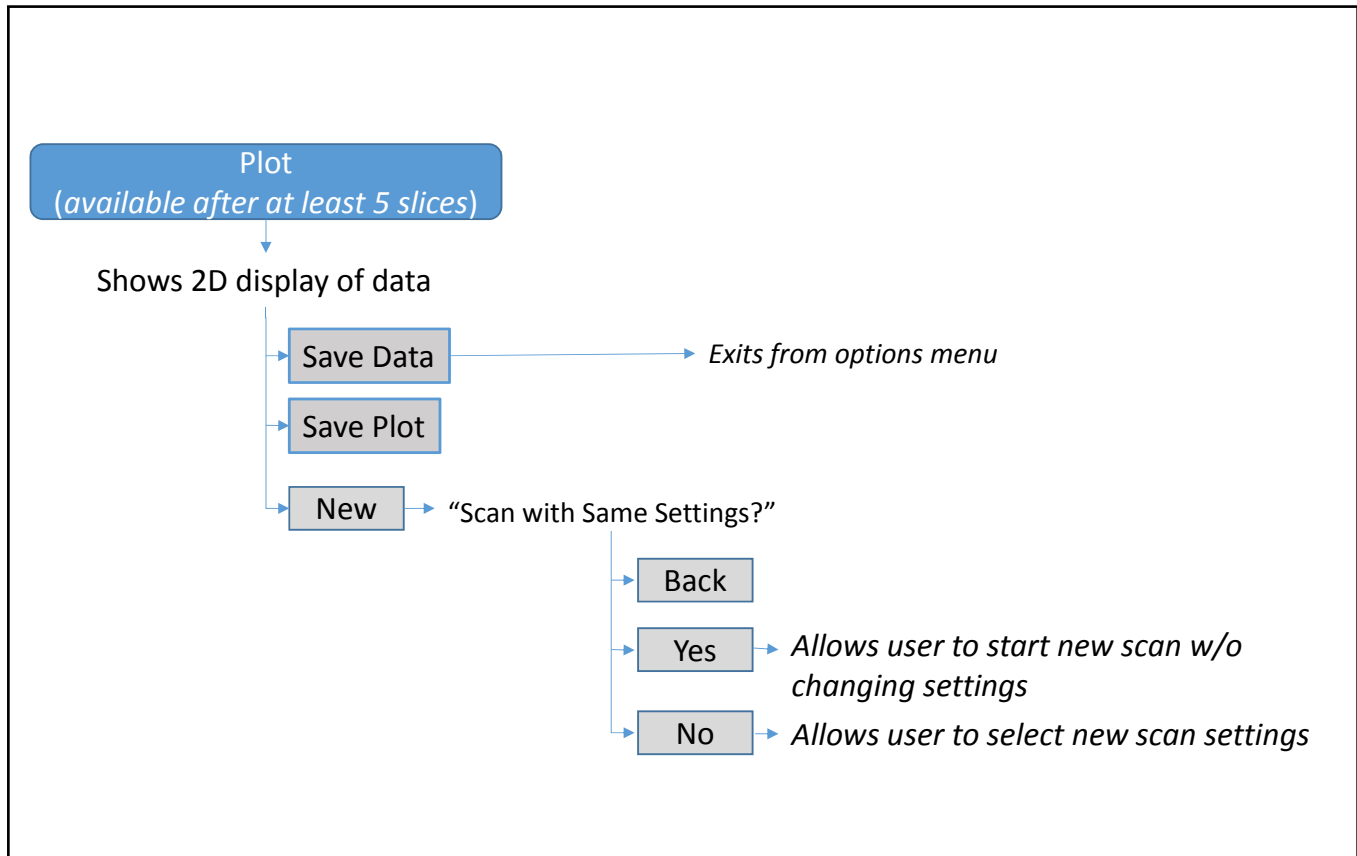 Plot
(available after at least 5 slices)
Shows 2D display of data
Save Data
Exits from options menu
Save Plot
New
“Scan with Same Settings?”
Back
Yes
Allows user to start new scan w/o
changing settings
No
Allows user to select new scan settings